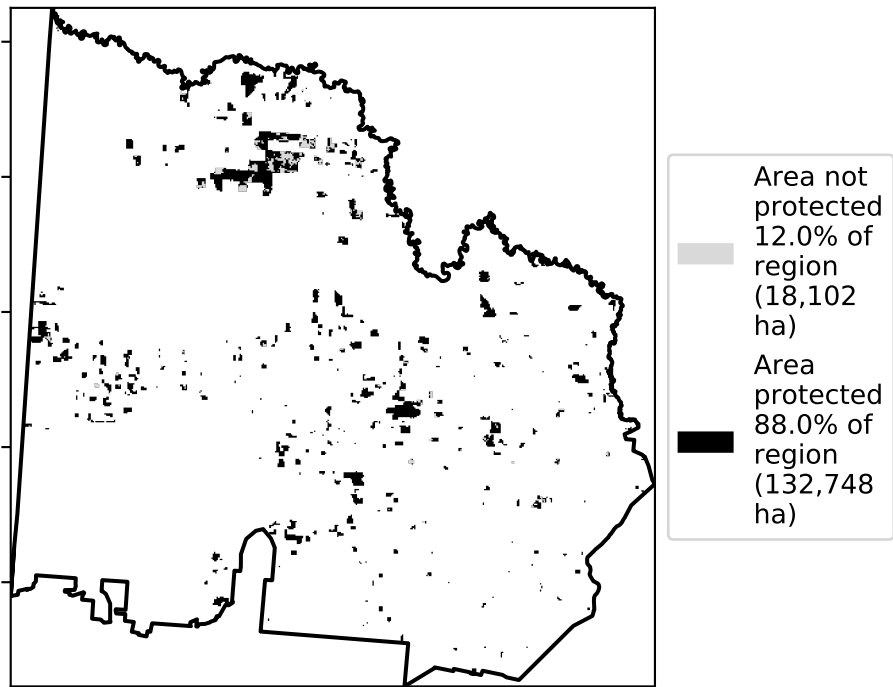 Area not
protected
12.0% of
region
(18,102
ha)
Area
protected
88.0% of
region
(132,748
ha)